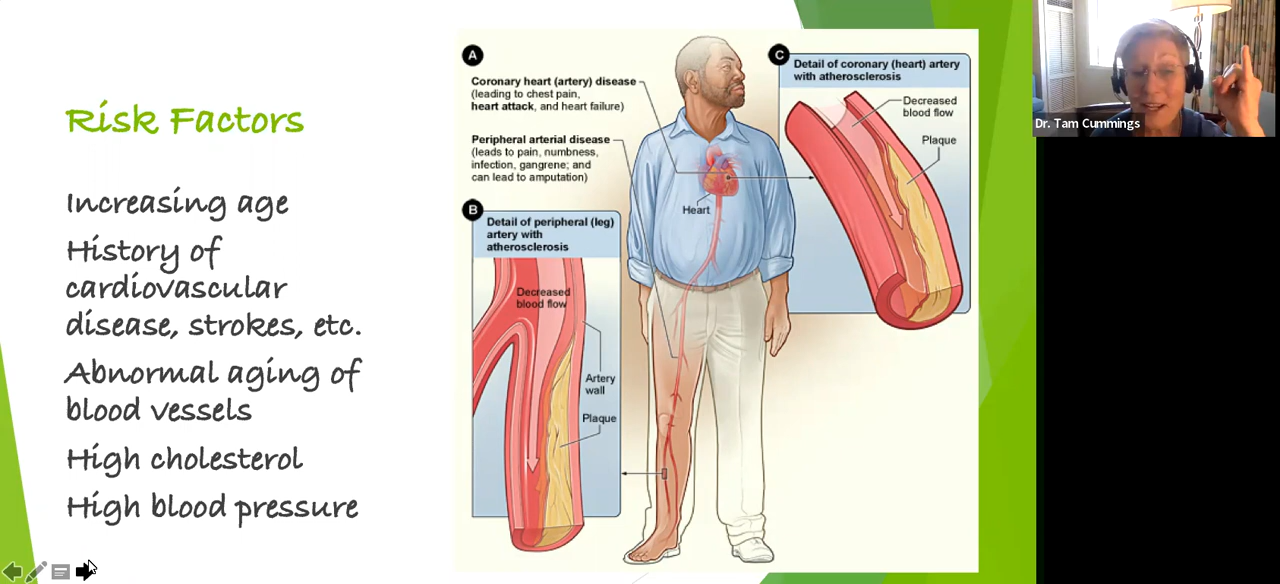 Risk Factors
Increasing age
History of
cardiovascular
disease, strokes, etc.
Abnormal aging of
blood vessels
High cholesterol
High blood pressure
A
Coronary heart (artery) disease
(leading to chest pain,
heart attack, and heart failure)
Peripheral arterial disease
(leads to pain, numbness,
infection, gangrene; and
can lead to amputation)
Heart
B
Detail of peripheral (leg)
artery with
atherosclerosis
Decreased
blood flow
Artery
wall
Plaque
C
Detail of coronary (heart) artery
with atherosclerosis
Decreased
blood flow
Plaque
Dr. Tam Cummings